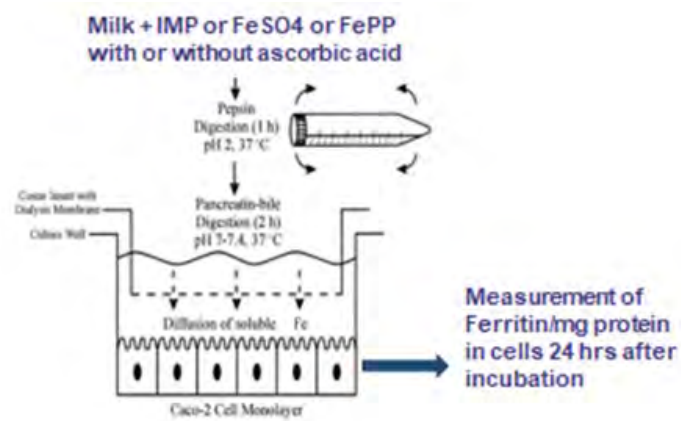 Milk + IMP or FeSO4 or FePP
with or without ascorbic acid
Pepsin
Digestion (1 h)
pH 2, 37 °C
Pancreatin-bile
Digestion (2 h)
pH 7-7.4, 37 °C
Insert with
Dialysis Membrane
Culture Well
Diffusion of soluble Fe
Caco-2 Cell Monolayer
Measurement of
Ferritin/mg protein
in cells 24 hrs after
incubation